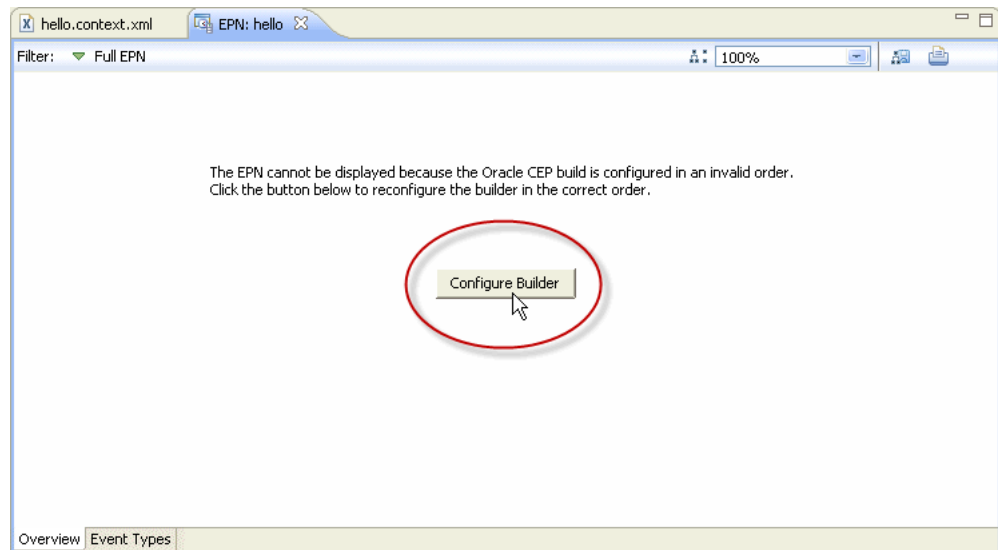 hello.context.xml
EPN: hello
Filter: Full EPN
100%
The EPN cannot be displayed because the Oracle CEP build is configured in an invalid order.
Click the button below to reconfigure the builder in the correct order.
Configure Builder
Overview Event Types